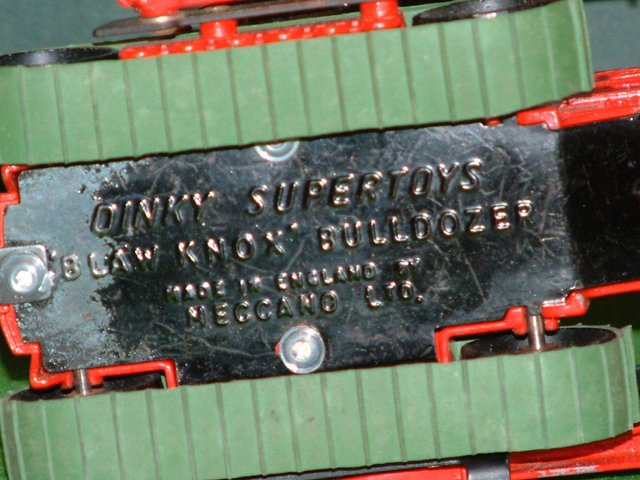 DINKY SUPERTOYS
'BLAW KNOX' BULLDOZER
MADE IN ENGLAND BY
MECCANO LTD.